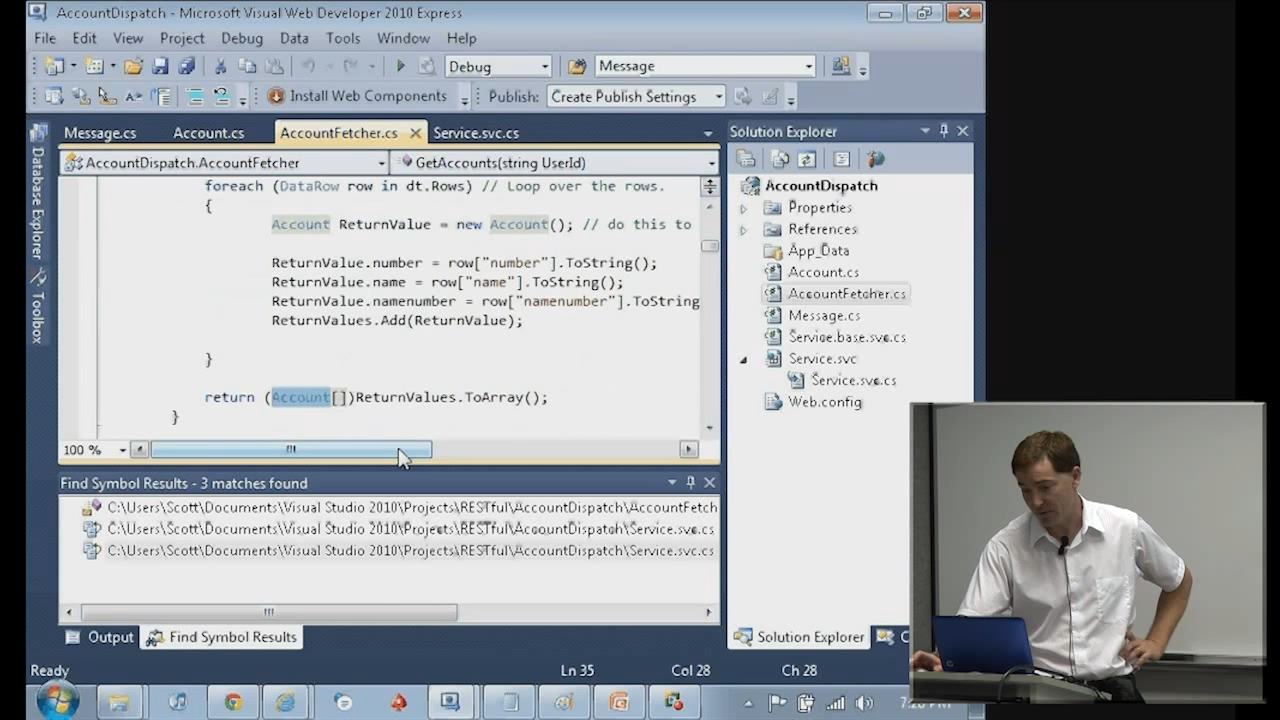 AccountDispatch - Microsoft Visual Web Developer 2010 Express
File Edit View Project Debug Data Tools Window Help
Debug Message
Install Web Components Publish: Create Publish Settings
Message.cs Account.cs AccountFetcher.cs Service.svc.cs
AccountDispatch.AccountFetcher GetAccounts(string UserId)
foreach (DataRow row in dt.Rows) // Loop over the rows.
{
Account ReturnValue = new Account(); // do this to
ReturnValue.number = row["number"].ToString();
ReturnValue.name = row["name"].ToString();
ReturnValue.namenumber = row["namenumber"].ToString
ReturnValues.Add(ReturnValue);
}
return (Account[])ReturnValues.ToArray();
}
100 %
Database Explorer
Toolbox
Find Symbol Results - 3 matches found
C:\Users\Scott\Documents\Visual Studio 2010\Projects\RESTful\AccountDispatch\AccountFetch
C:\Users\Scott\Documents\Visual Studio 2010\Projects\RESTful\AccountDispatch\Service.svc.cs
C:\Users\Scott\Documents\Visual Studio 2010\Projects\RESTful\AccountDispatch\Service.svc.cs
Output Find Symbol Results
Solution Explorer
AccountDispatch
Properties
References
App_Data
Account.cs
AccountFetcher.cs
Message.cs
Service.base.svc.cs
Service.svc
Service.svc.cs
Web.config
Solution Explorer
Ready Ln 35 Col 28 Ch 28